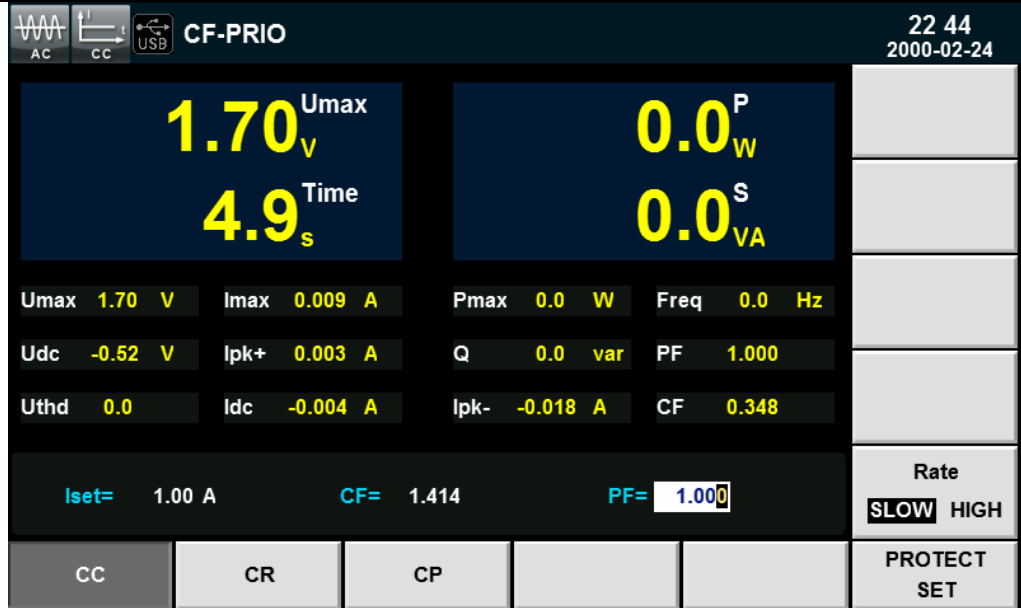 AC CC I t USB CF-PRIO 22 44
2000-02-24
1.70 Umax V 0.0 P W
4.9 Time s 0.0 S VA
Umax 1.70 V Imax 0.009 A Pmax 0.0 W Freq 0.0 Hz
Udc -0.52 V Ipk+ 0.003 A Q 0.0 var PF 1.000
Uthd 0.0 Idc -0.004 A Ipk- -0.018 A CF 0.348
Iset= 1.00 A CF= 1.414 PF= 1.000
Rate
SLOW HIGH
CC CR CP
PROTECT
SET